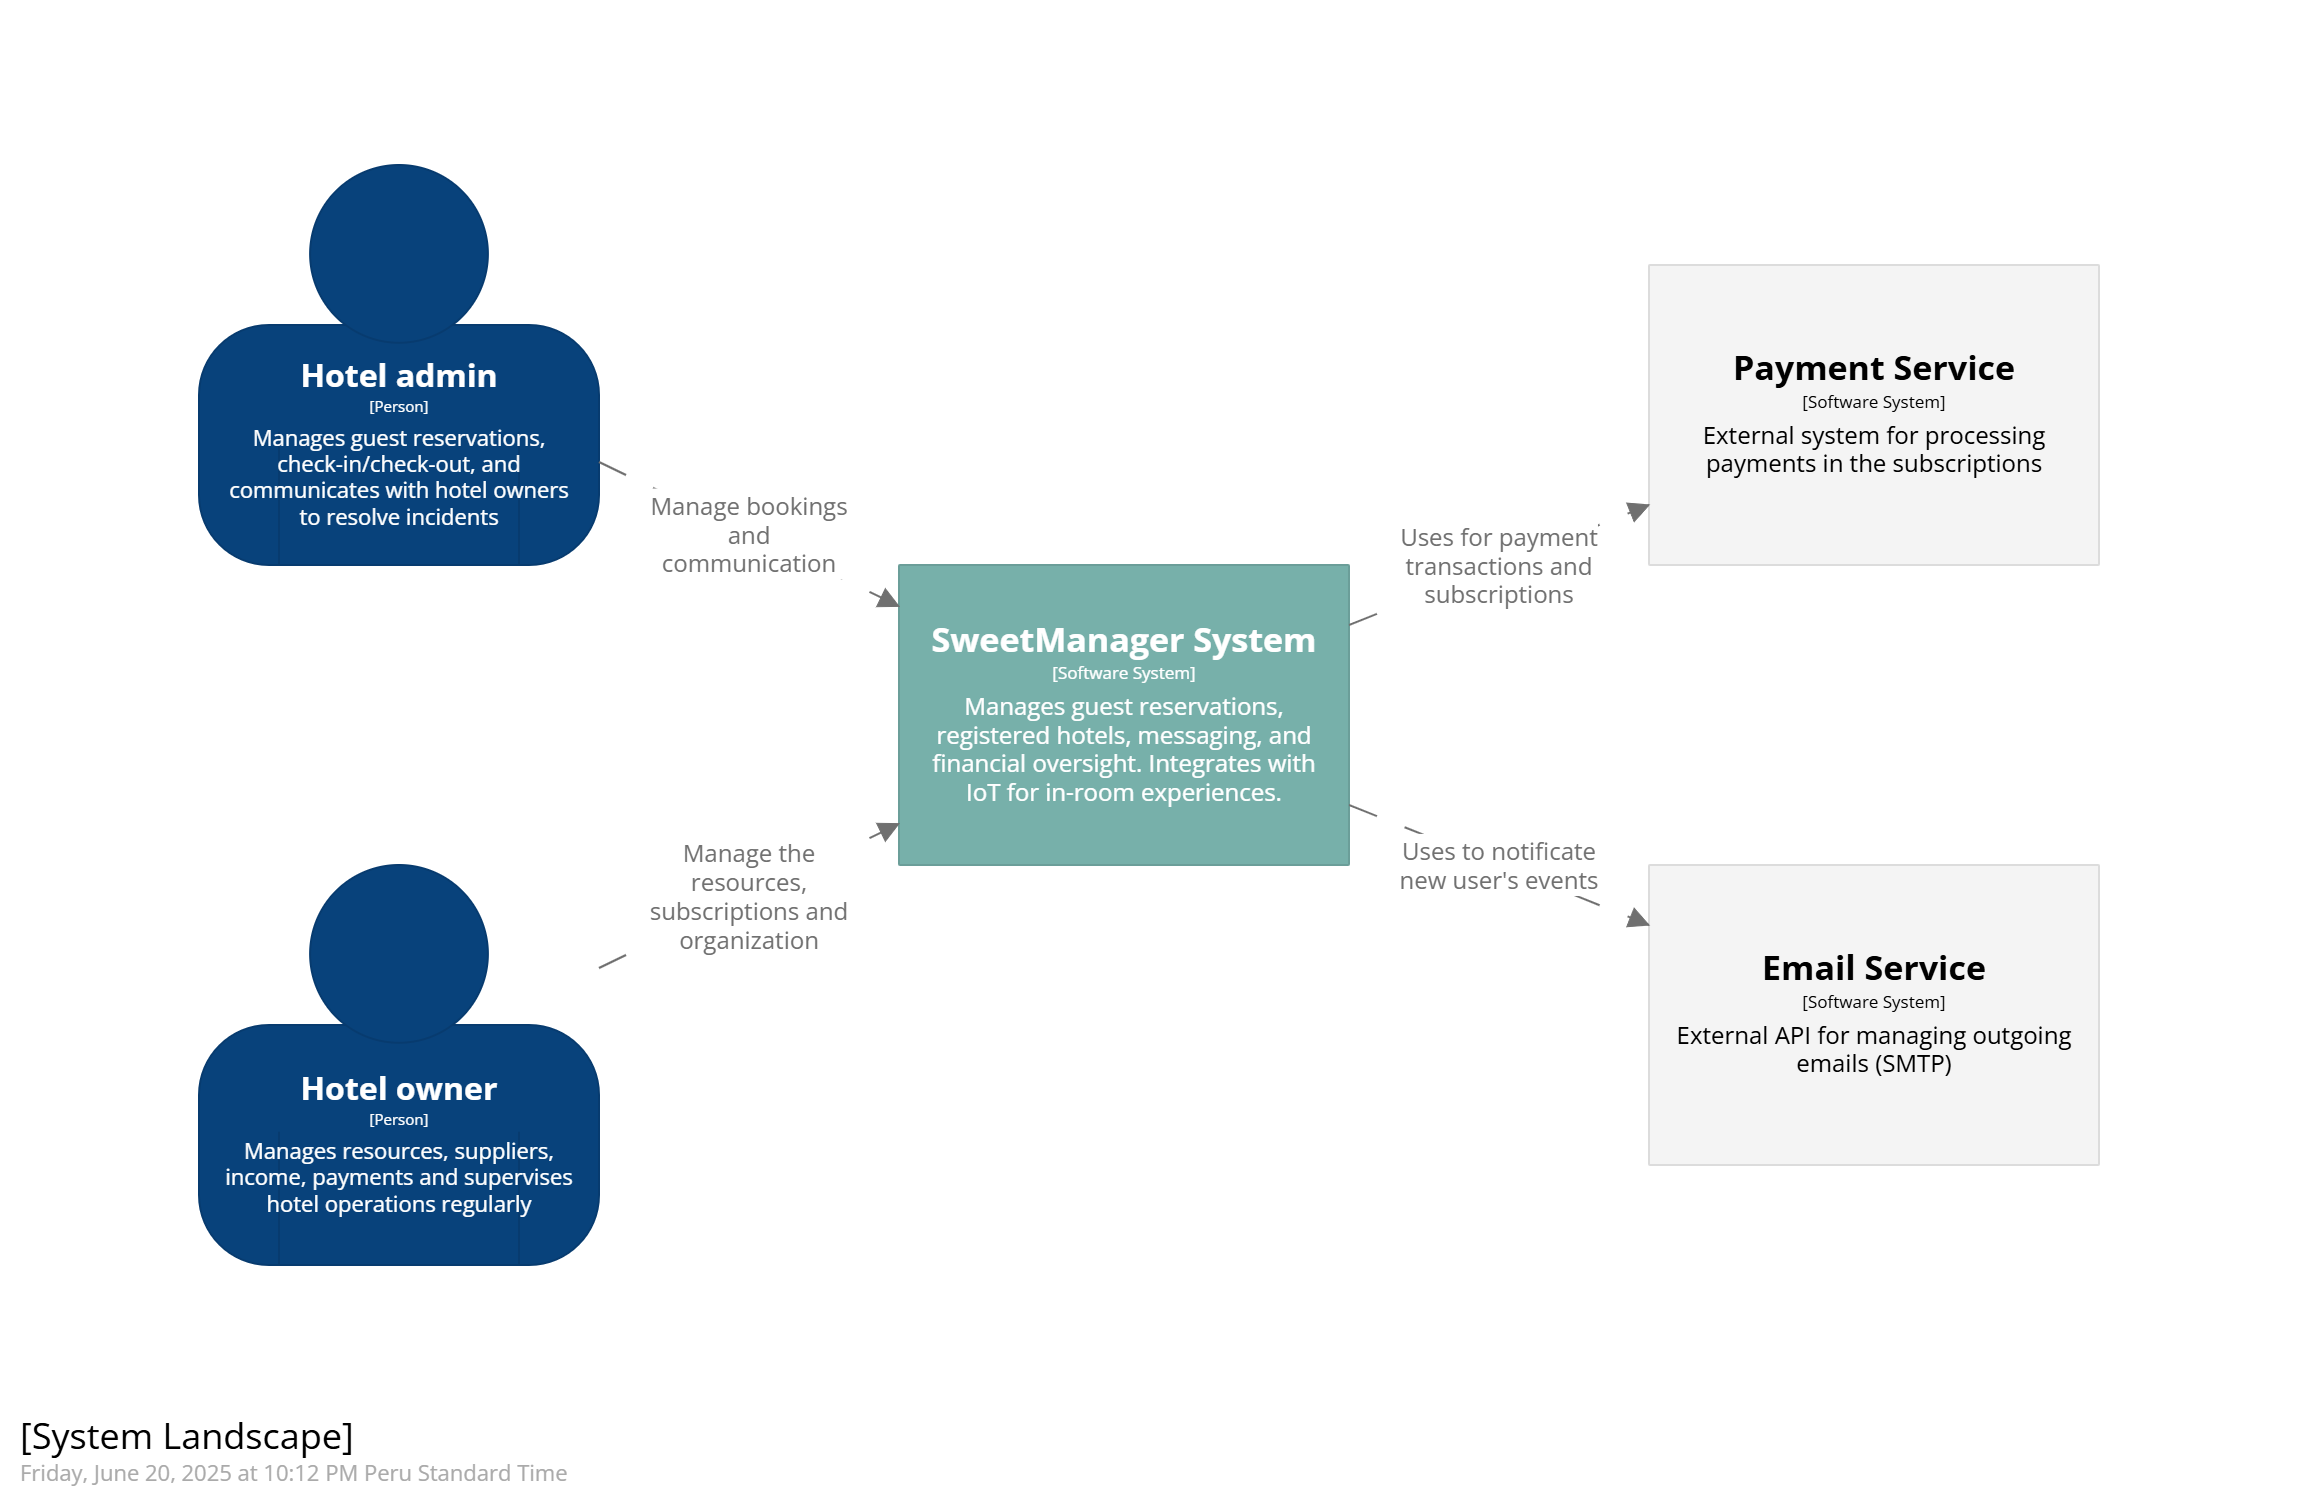 Hotel admin
[Person]
Manages guest reservations,
check-in/check-out, and
communicates with hotel owners
to resolve incidents
Manage bookings
and
communication
Hotel owner
[Person]
Manages resources, suppliers,
income, payments and supervises
hotel operations regularly
Manage the
resources,
subscriptions and
organization
SweetManager System
[Software System]
Manages guest reservations,
registered hotels, messaging, and
financial oversight. Integrates with
IoT for in-room experiences.
Uses for payment
transactions and
subscriptions
Payment Service
[Software System]
External system for processing
payments in the subscriptions
Uses to notificate
new user's events
Email Service
[Software System]
External API for managing outgoing
emails (SMTP)
[System Landscape]
Friday, June 20, 2025 at 10:12 PM Peru Standard Time